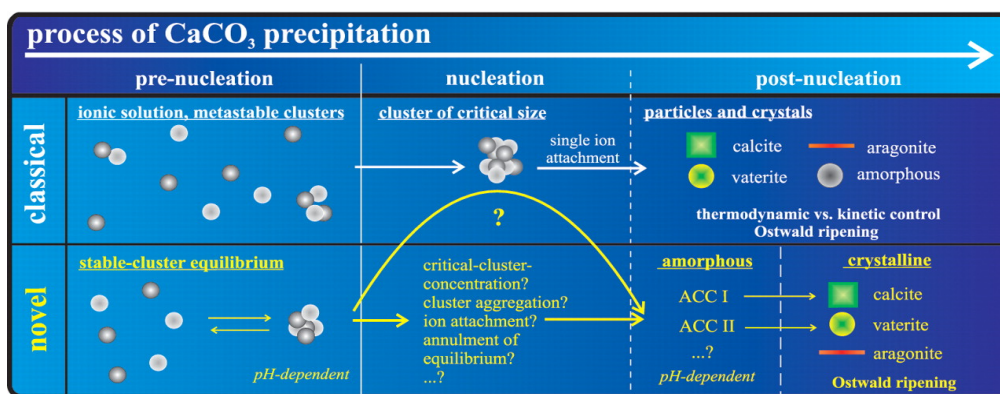 process of CaCO₃ precipitation
pre-nucleation
nucleation
post-nucleation
classical
ionic solution, metastable clusters
cluster of critical size
single ion
attachment
particles and crystals
calcite
aragonite
vaterite
amorphous
thermodynamic vs. kinetic control
Ostwald ripening
?
novel
stable-cluster equilibrium
pH-dependent
critical-cluster-
concentration?
cluster aggregation?
ion attachment?
annulment of
equilibrium?
...?
amorphous
ACC I
ACC II
...?
pH-dependent
crystalline
calcite
vaterite
aragonite
Ostwald ripening